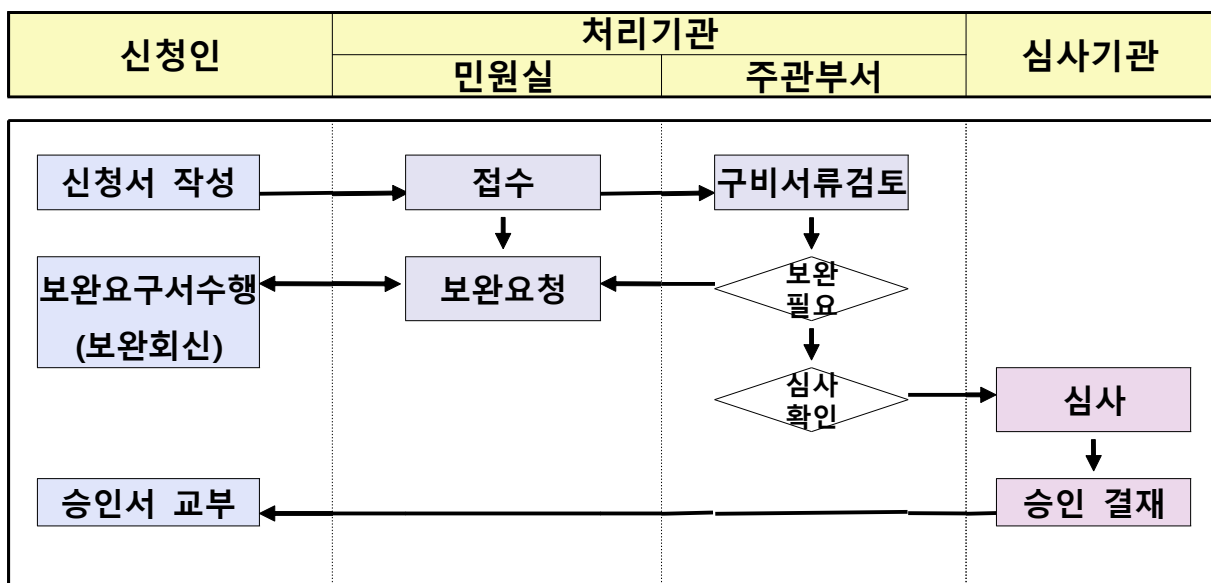 신청인
처리기관
심사기관
민원실
주관부서
신청서 작성
접수
구비서류검토
보완요구서수행
(보완회신)
보완요청
보완
필요
심사
확인
심사
승인서 교부
승인 결재